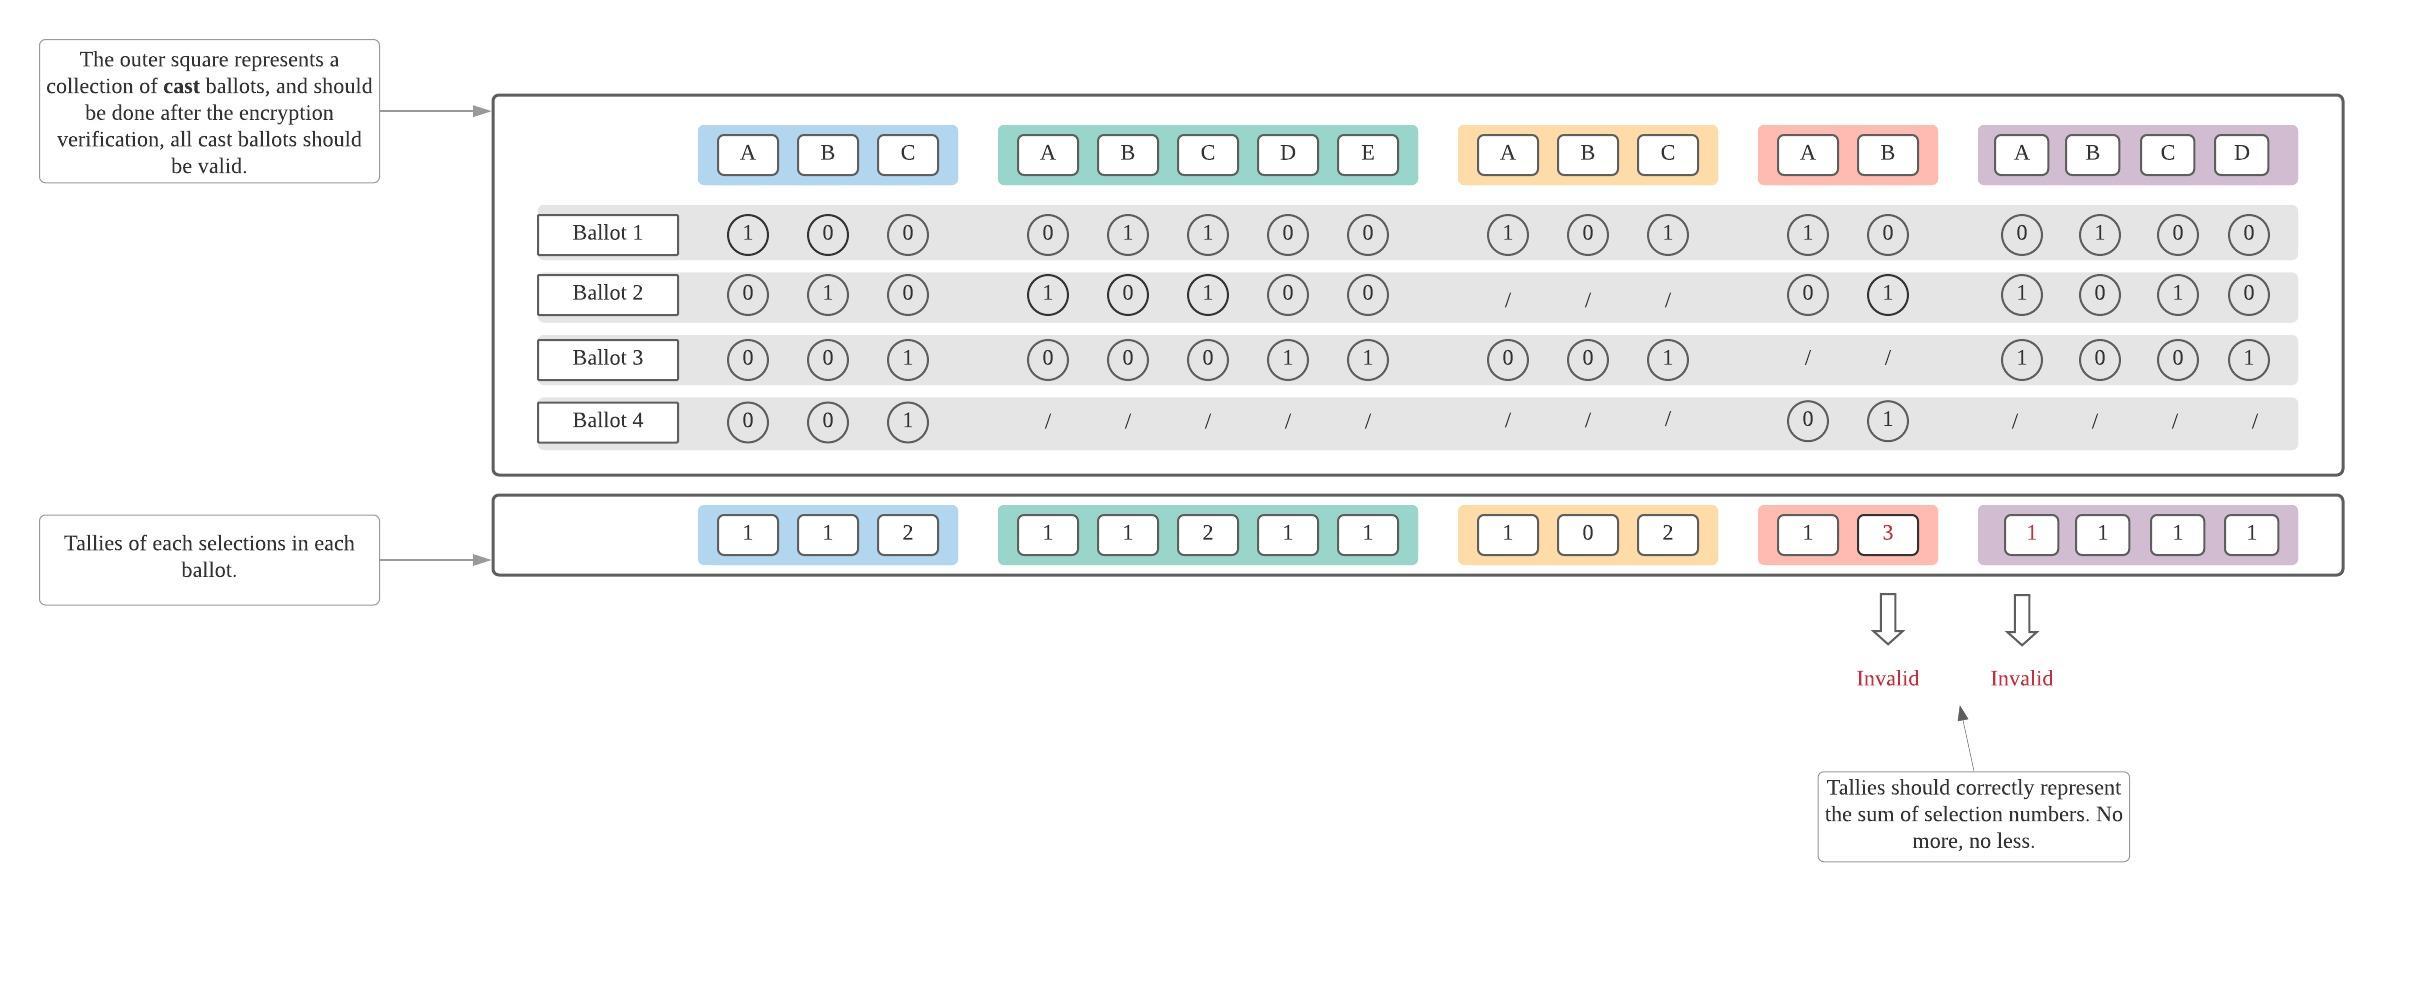 The outer square represents a
collection of cast ballots, and should
be done after the encryption
verification, all cast ballots should
be valid.
A B C A B C D E A B C A B A B C D
Ballot 1 1 0 0 0 1 1 0 0 1 0 1 1 0 0 1 0 0
Ballot 2 0 1 0 1 0 1 0 0 / / / 0 1 1 0 1 0
Ballot 3 0 0 1 0 0 0 1 1 0 0 1 / / 1 0 0 1
Ballot 4 0 0 1 / / / / / / / / 0 1 / / / /
Tallies of each selections in each
ballot.
1 1 2 1 1 2 1 1 1 0 2 1 3 1 1 1 1
Invalid Invalid
Tallies should correctly represent
the sum of selection numbers. No
more, no less.